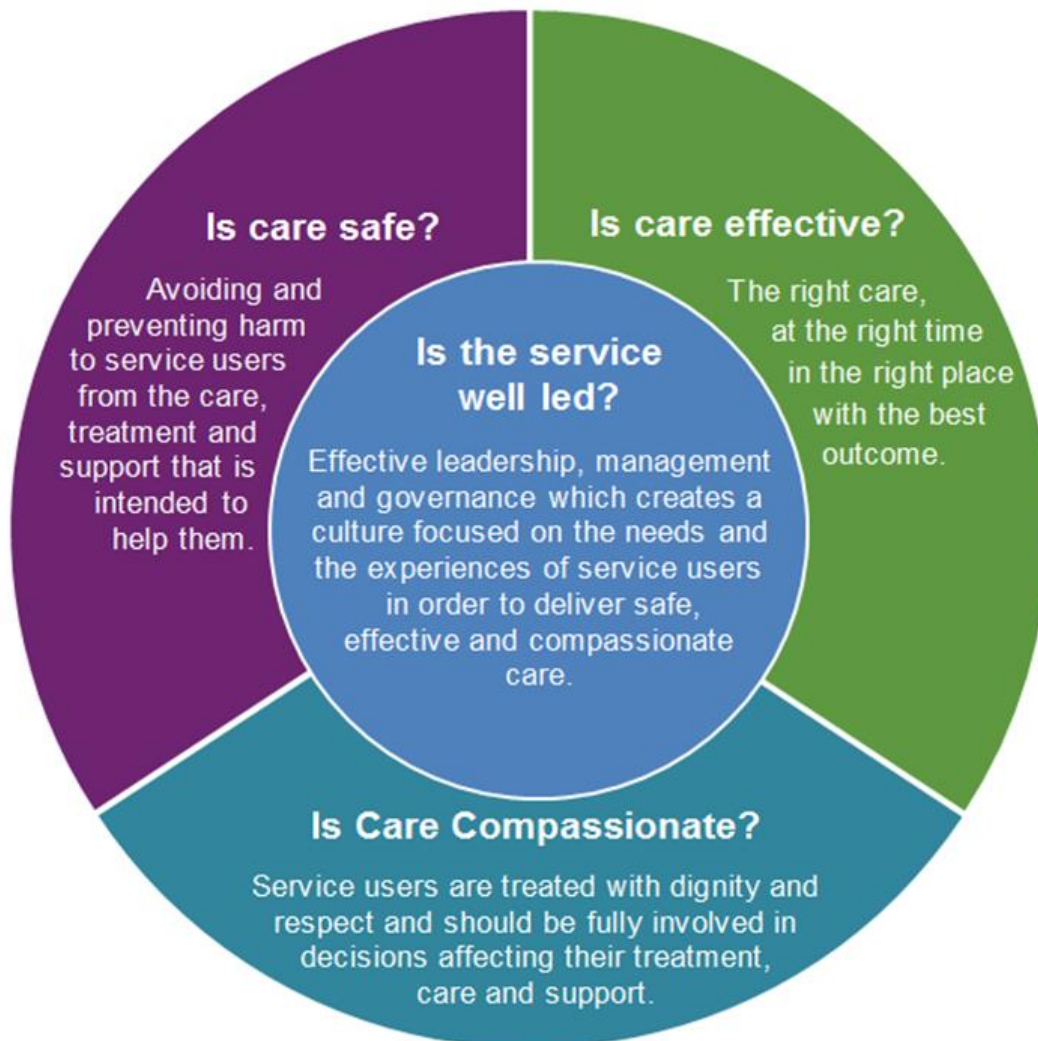 Is care safe?
Avoiding and
preventing harm
to service users
from the care,
treatment and
support that is
intended to
help them.
Is care effective?
The right care,
at the right time
in the right place
with the best
outcome.
Is the service
well led?
Effective leadership, management
and governance which creates a
culture focused on the needs and
the experiences of service users
in order to deliver safe,
effective and compassionate
care.
Is Care Compassionate?
Service users are treated with dignity and
respect and should be fully involved in
decisions affecting their treatment,
care and support.